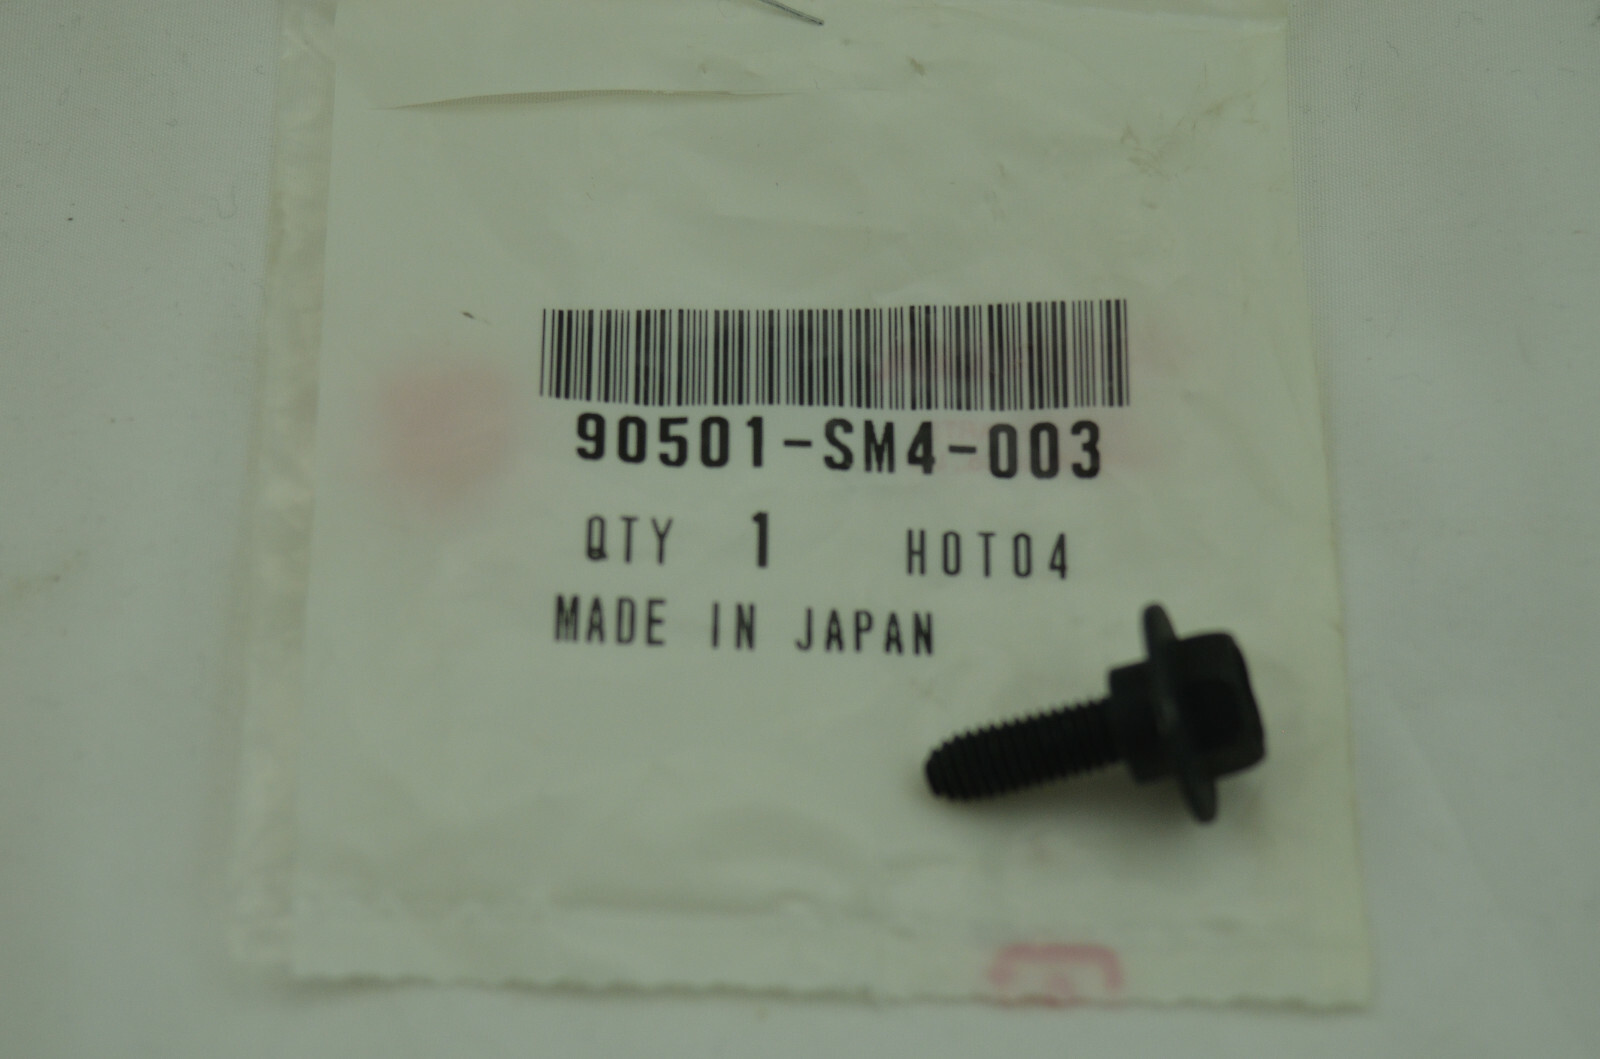 90501-SM4-003
QTY 1 HOT04
MADE IN JAPAN